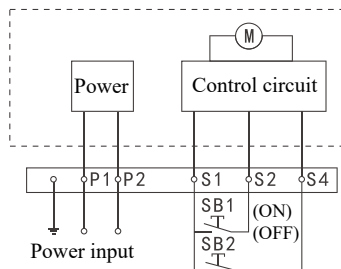 M
Power
Control circuit
P1 P2 S1 S2 S4
SB1 (ON)
(OFF)
SB2
Power input